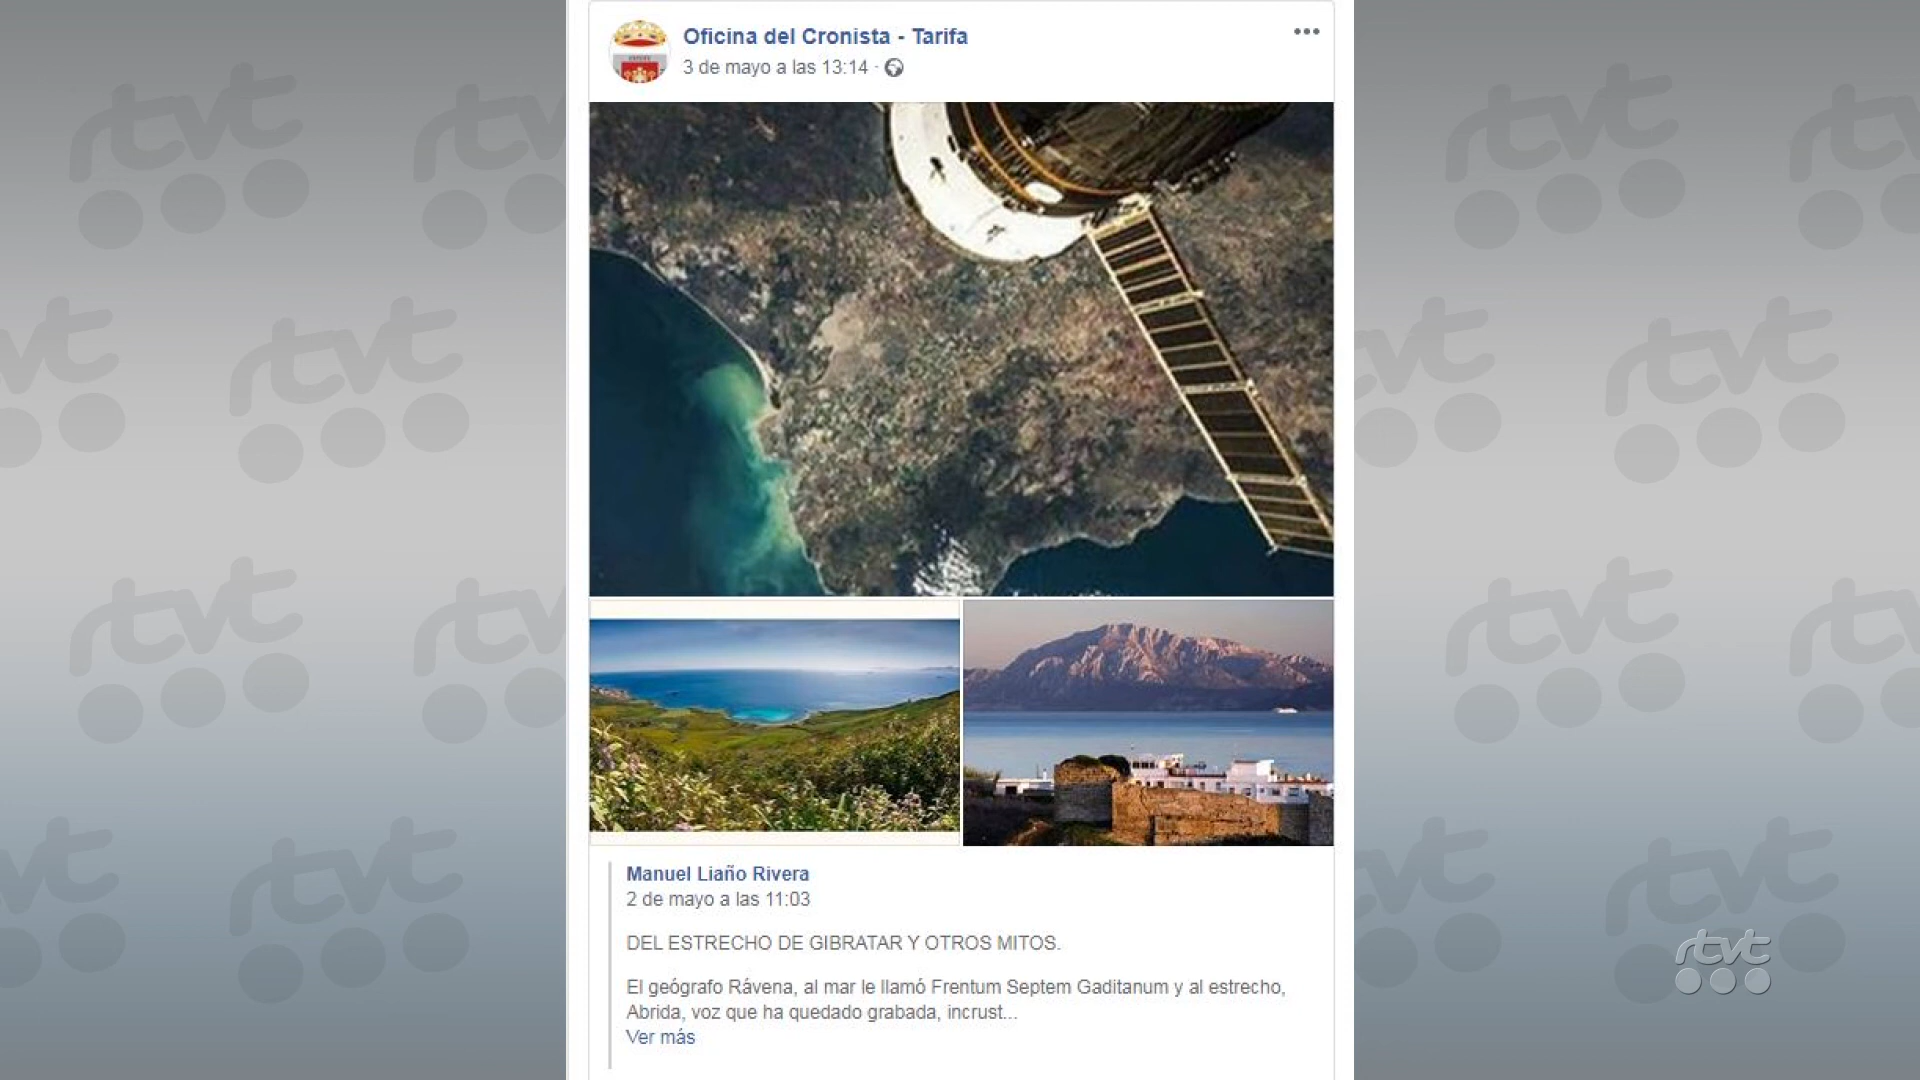 Oficina del Cronista - Tarifa
3 de mayo a las 13:14 ·
Manuel Liaño Rivera
2 de mayo a las 11:03
DEL ESTRECHO DE GIBRATAR Y OTROS MITOS.
El geógrafo Rávena, al mar le llamó Frentum Septem Gaditanum y al estrecho,
Abrida, voz que ha quedado grabada, incrust...
Ver más
rtvt